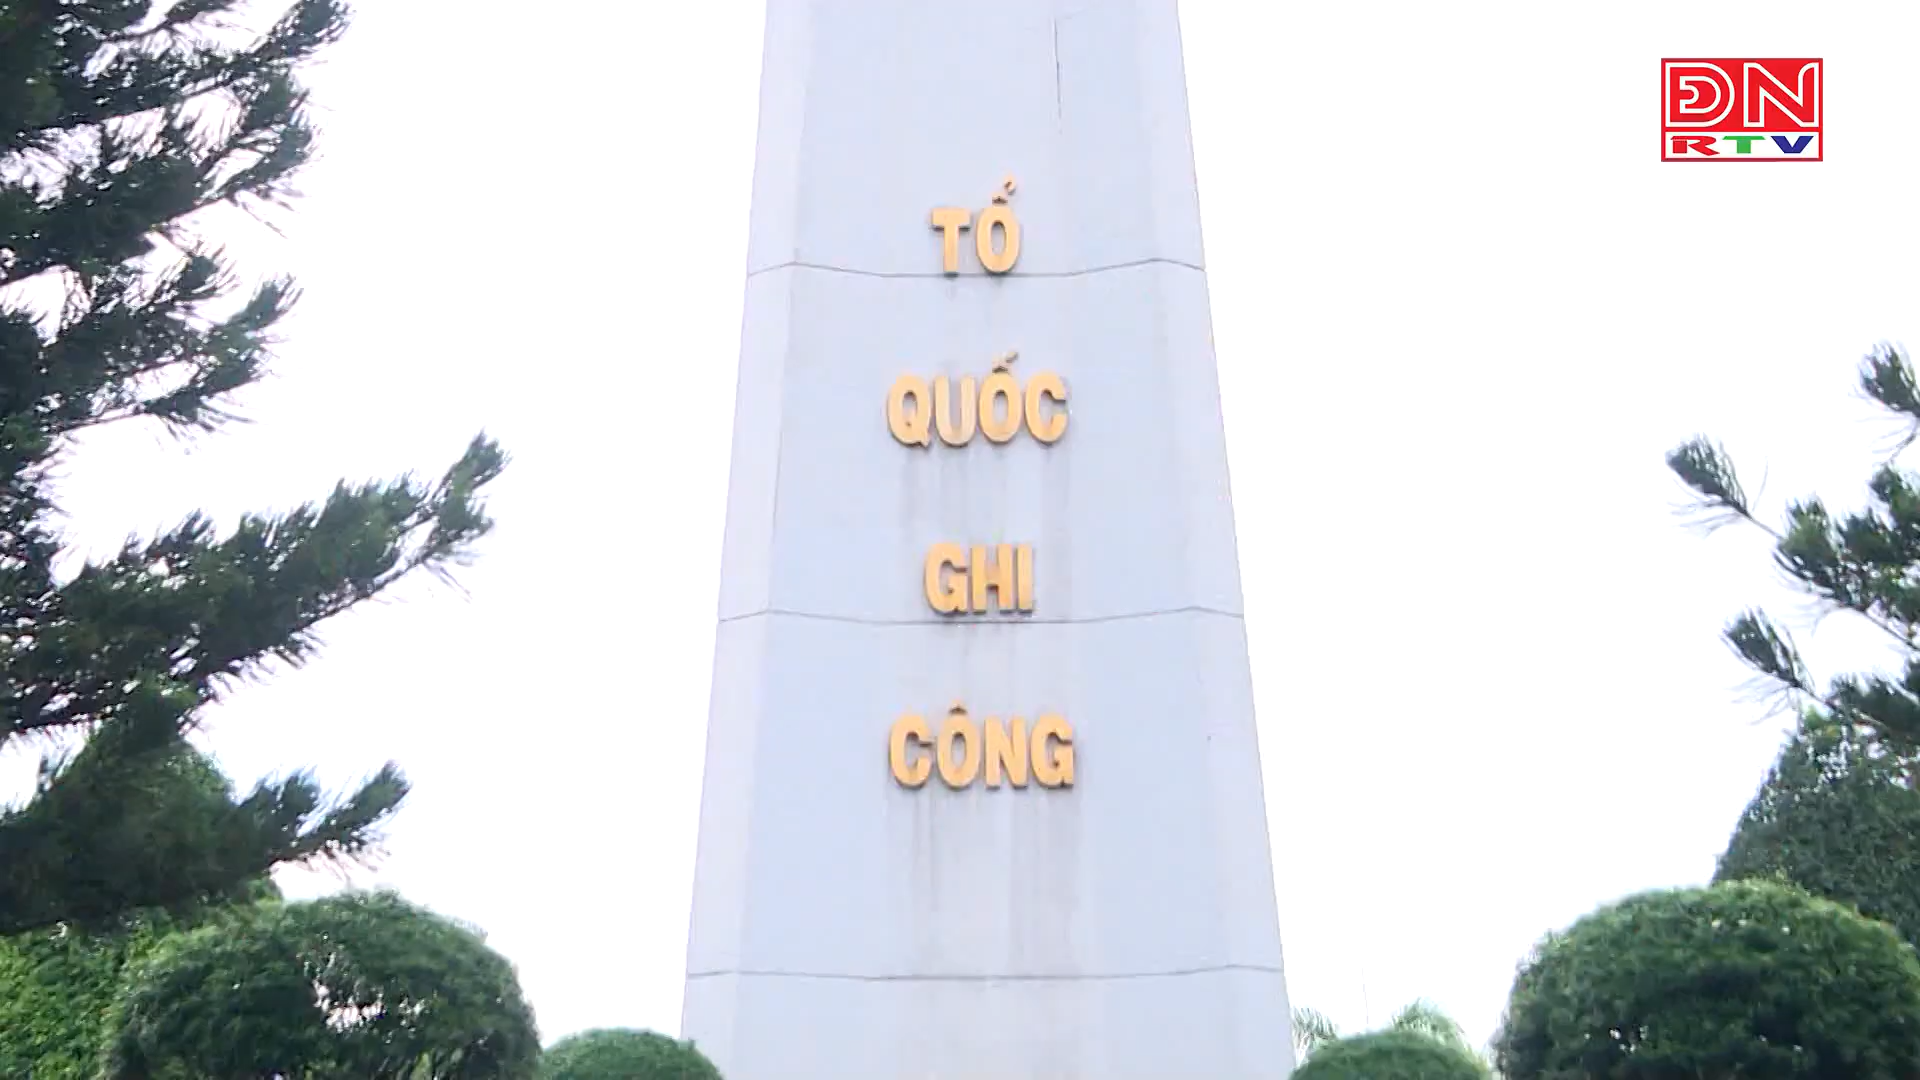 TỔ
QUỐC
GHI
CÔNG
ĐN
RTV